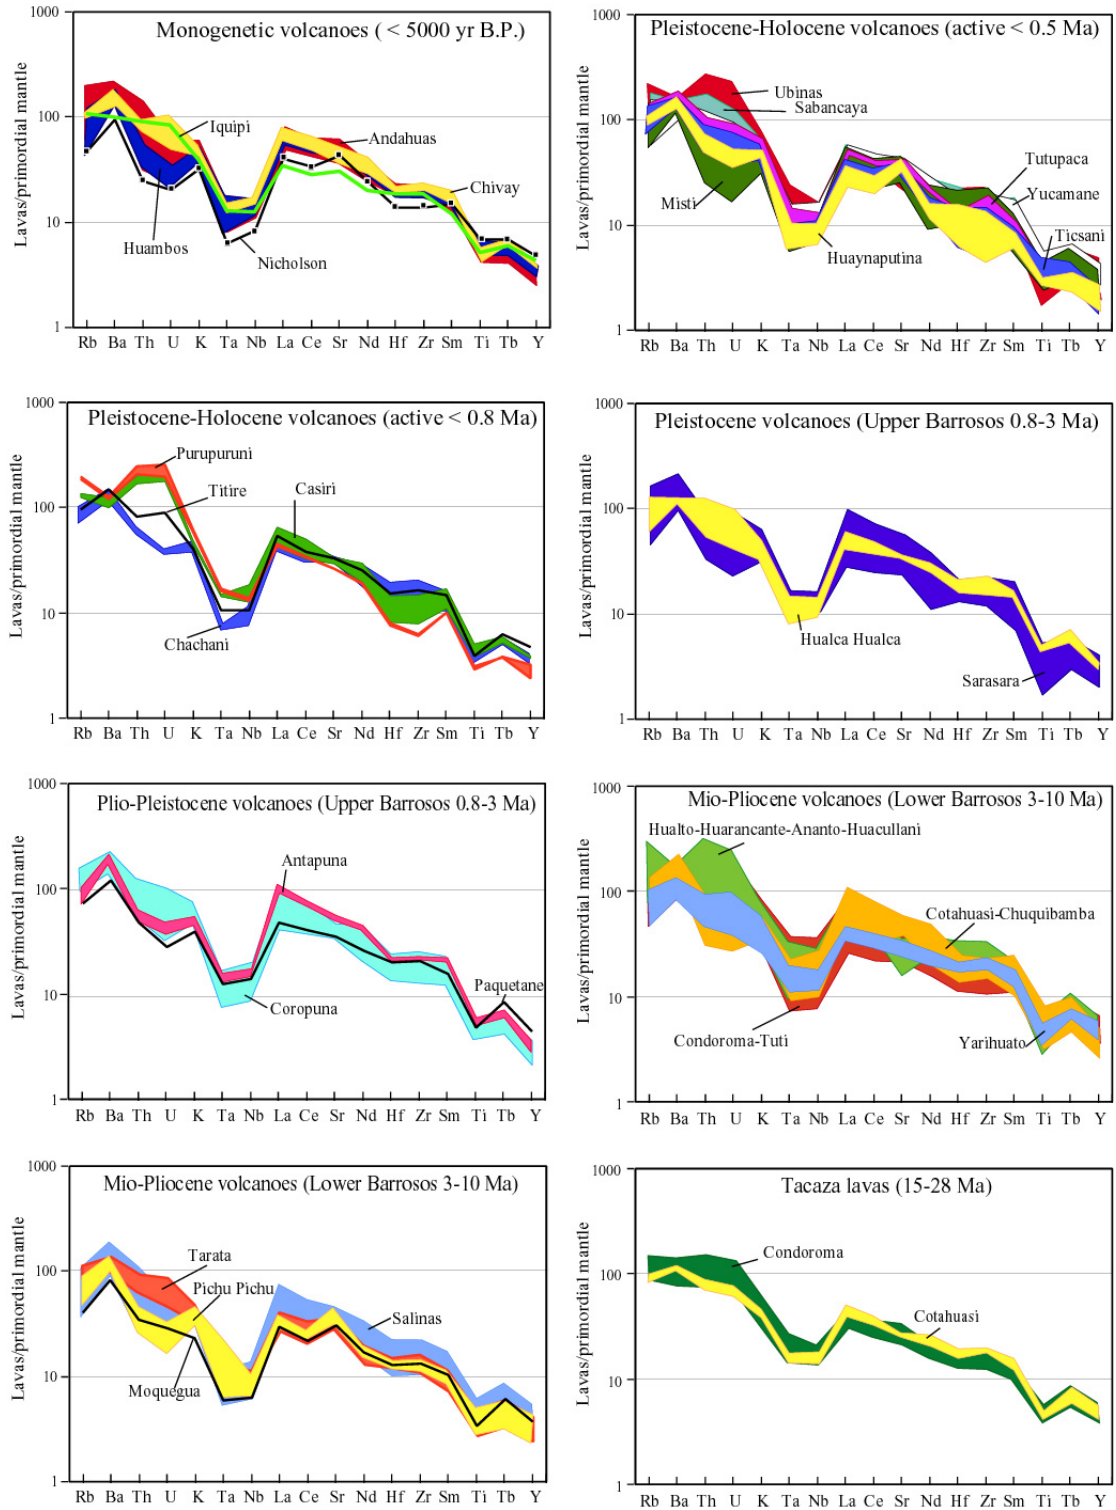 Monogenetic volcanoes ( < 5000 yr B.P.)
Lavas/primordial mantle
1000
100
10
1
Iquipi
Andahuas
Chivay
Huambos
Nicholson
Rb Ba Th U K Ta Nb La Ce Sr Nd Hf Zr Sm Ti Tb Y
Pleistocene-Holocene volcanoes (active < 0.5 Ma)
Lavas/primordial mantle
1000
100
10
1
Ubinas
Sabancaya
Tutupaca
Yucamane
Misti
Ticsani
Huaynaputina
Rb Ba Th U K Ta Nb La Ce Sr Nd Hf Zr Sm Ti Tb Y
Pleistocene-Holocene volcanoes (active < 0.8 Ma)
Lavas/primordial mantle
1000
100
10
1
Purupuruni
Titire
Casiri
Chachani
Rb Ba Th U K Ta Nb La Ce Sr Nd Hf Zr Sm Ti Tb Y
Pleistocene volcanoes (Upper Barrosos 0.8-3 Ma)
Lavas/primordial mantle
1000
100
10
1
Hualca Hualca
Sarasara
Rb Ba Th U K Ta Nb La Ce Sr Nd Hf Zr Sm Ti Tb Y
Plio-Pleistocene volcanoes (Upper Barrosos 0.8-3 Ma)
Lavas/primordial mantle
1000
100
10
1
Antapuna
Paquetane
Coropuna
Rb Ba Th U K Ta Nb La Ce Sr Nd Hf Zr Sm Ti Tb Y
Mio-Pliocene volcanoes (Lower Barrosos 3-10 Ma)
Lavas/primordial mantle
1000
100
10
1
Hualto-Huarancante-Ananto-Huacullani
Cotahuasi-Chuquibamba
Condoroma-Tuti
Yarihuato
Rb Ba Th U K Ta Nb La Ce Sr Nd Hf Zr Sm Ti Tb Y
Mio-Pliocene volcanoes (Lower Barrosos 3-10 Ma)
Lavas/primordial mantle
1000
100
10
1
Tarata
Pichu Pichu
Salinas
Moquegua
Rb Ba Th U K Ta Nb La Ce Sr Nd Hf Zr Sm Ti Tb Y
Tacaza lavas (15-28 Ma)
Lavas/primordial mantle
1000
100
10
1
Condoroma
Cotahuasi
Rb Ba Th U K Ta Nb La Ce Sr Nd Hf Zr Sm Ti Tb Y